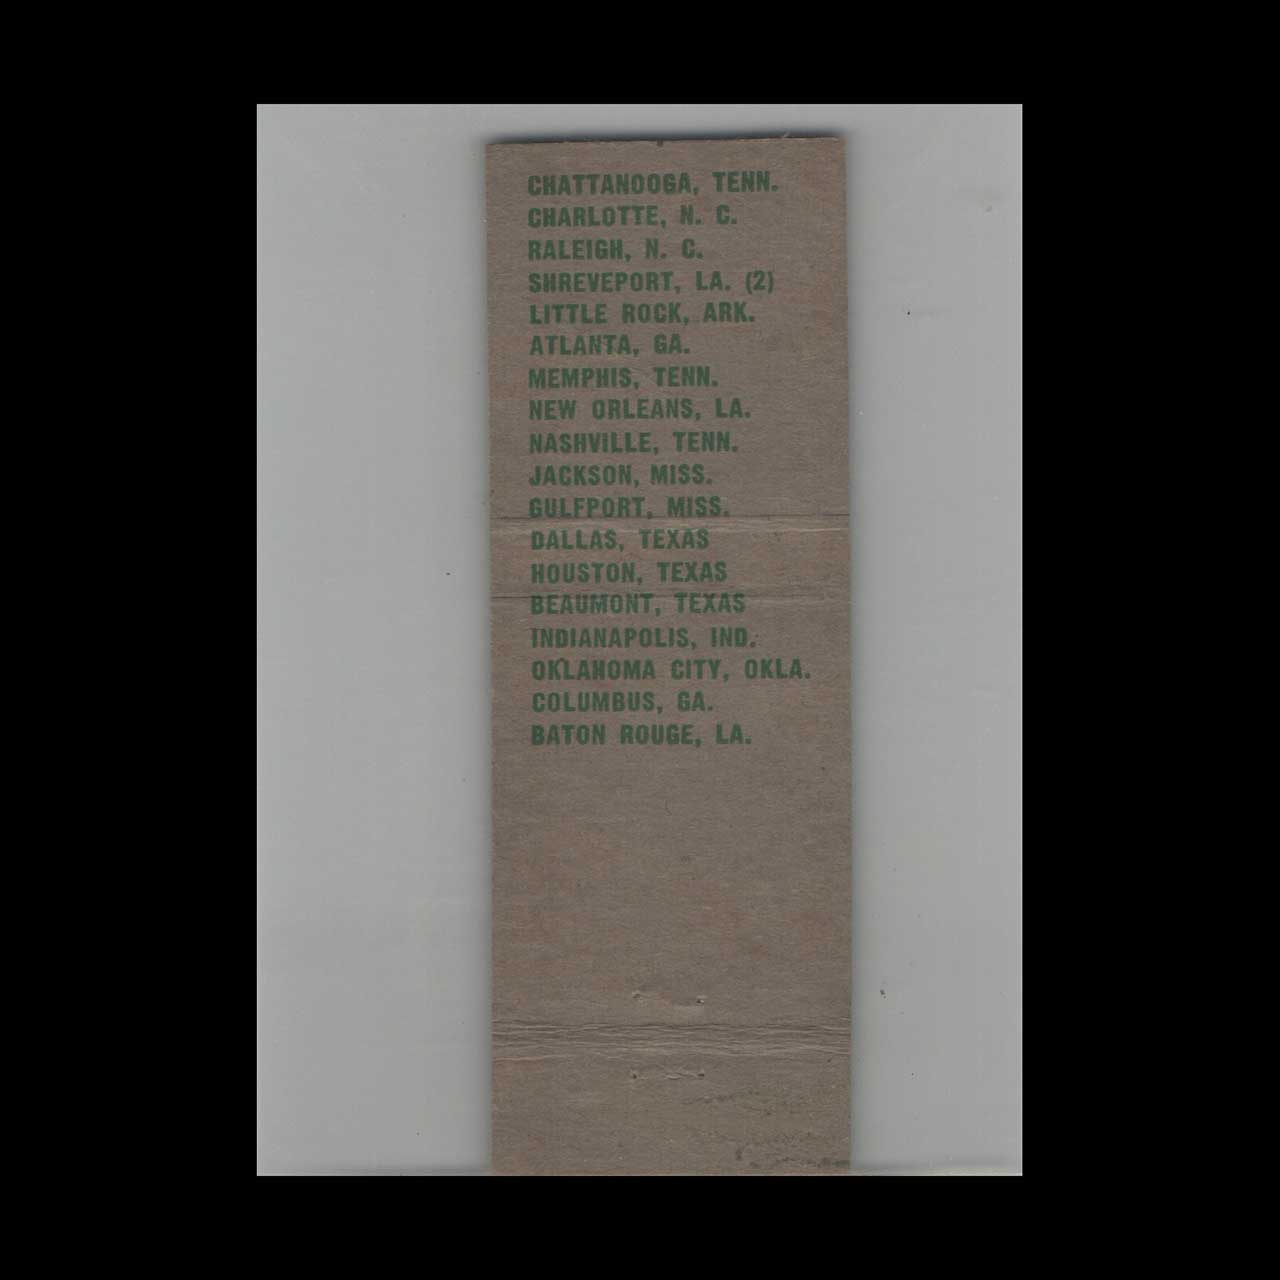 CHATTANOOGA, TENN.
CHARLOTTE, N. C.
RALEIGH, N. C.
SHREVEPORT, LA. (2)
LITTLE ROCK, ARK.
ATLANTA, GA.
MEMPHIS, TENN.
NEW ORLEANS, LA.
NASHVILLE, TENN.
JACKSON, MISS.
GULFPORT, MISS.
DALLAS, TEXAS
HOUSTON, TEXAS
BEAUMONT, TEXAS
INDIANAPOLIS, IND.
OKLAHOMA CITY, OKLA.
COLUMBUS, GA.
BATON ROUGE, LA.